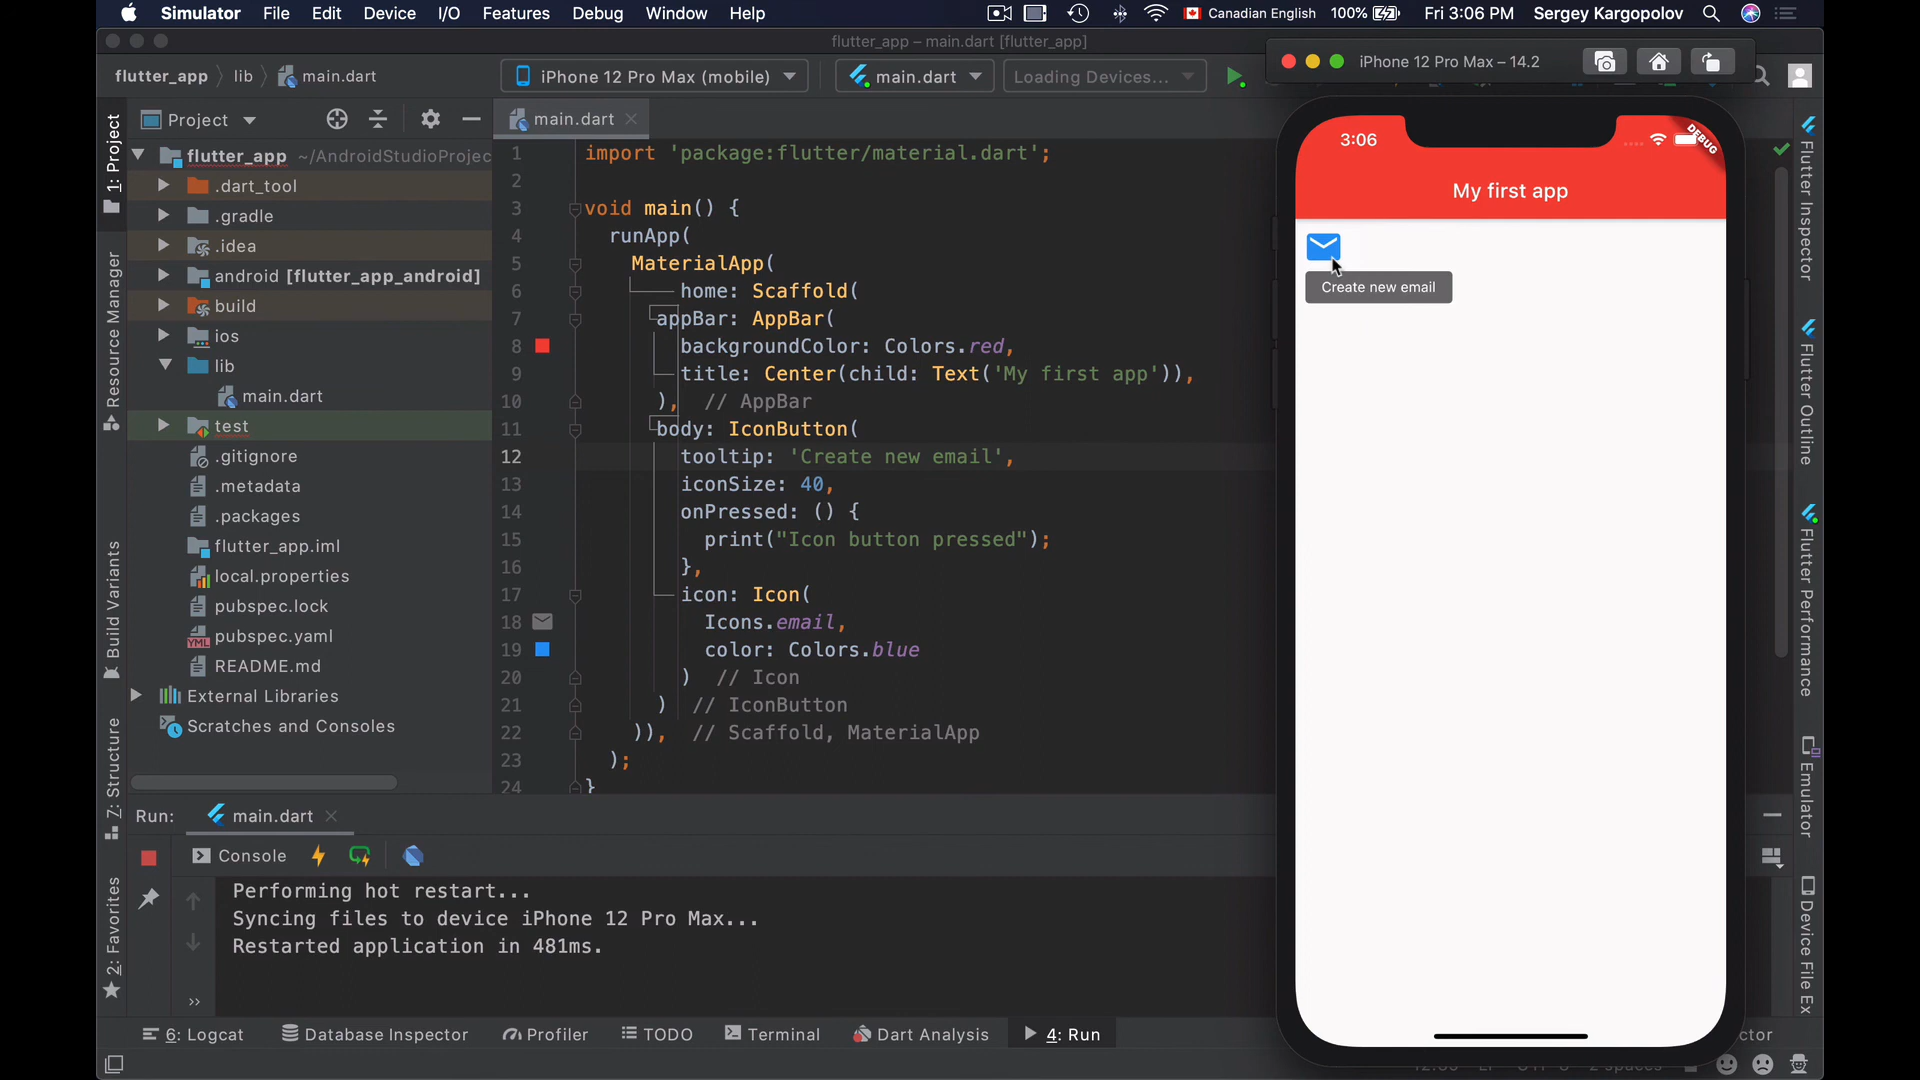 Simulator File Edit Device I/O Features Debug Window Help Canadian English 100% Fri 3:06 PM Sergey Kargopolov
flutter_app – main.dart [flutter_app]
iPhone 12 Pro Max – 14.2
flutter_app lib main.dart iPhone 12 Pro Max (mobile) main.dart Loading Devices...
1: Project
Resource Manager
Build Variants
7: Structure
2: Favorites
Project
flutter_app ~/AndroidStudioProjec
.dart_tool
.gradle
.idea
android [flutter_app_android]
build
ios
lib
main.dart
test
.gitignore
.metadata
.packages
flutter_app.iml
local.properties
pubspec.lock
pubspec.yaml
README.md
External Libraries
Scratches and Consoles
main.dart
1 import 'package:flutter/material.dart';
2
3 void main() {
4 runApp(
5 MaterialApp(
6 home: Scaffold(
7 appBar: AppBar(
8 backgroundColor: Colors.red,
9 title: Center(child: Text('My first app')),
10 ), // AppBar
11 body: IconButton(
12 tooltip: 'Create new email',
13 iconSize: 40,
14 onPressed: () {
15 print("Icon button pressed");
16 },
17 icon: Icon(
18 Icons.email,
19 color: Colors.blue
20 ) // Icon
21 ) // IconButton
22 )), // Scaffold, MaterialApp
23 );
24 }
3:06
DEBUG
My first app
Create new email
Flutter Inspector
Flutter Outline
Flutter Performance
Emulator
Device File Ex
Run: main.dart
Console
Performing hot restart...
Syncing files to device iPhone 12 Pro Max...
Restarted application in 481ms.
6: Logcat Database Inspector Profiler TODO Terminal Dart Analysis 4: Run ctor